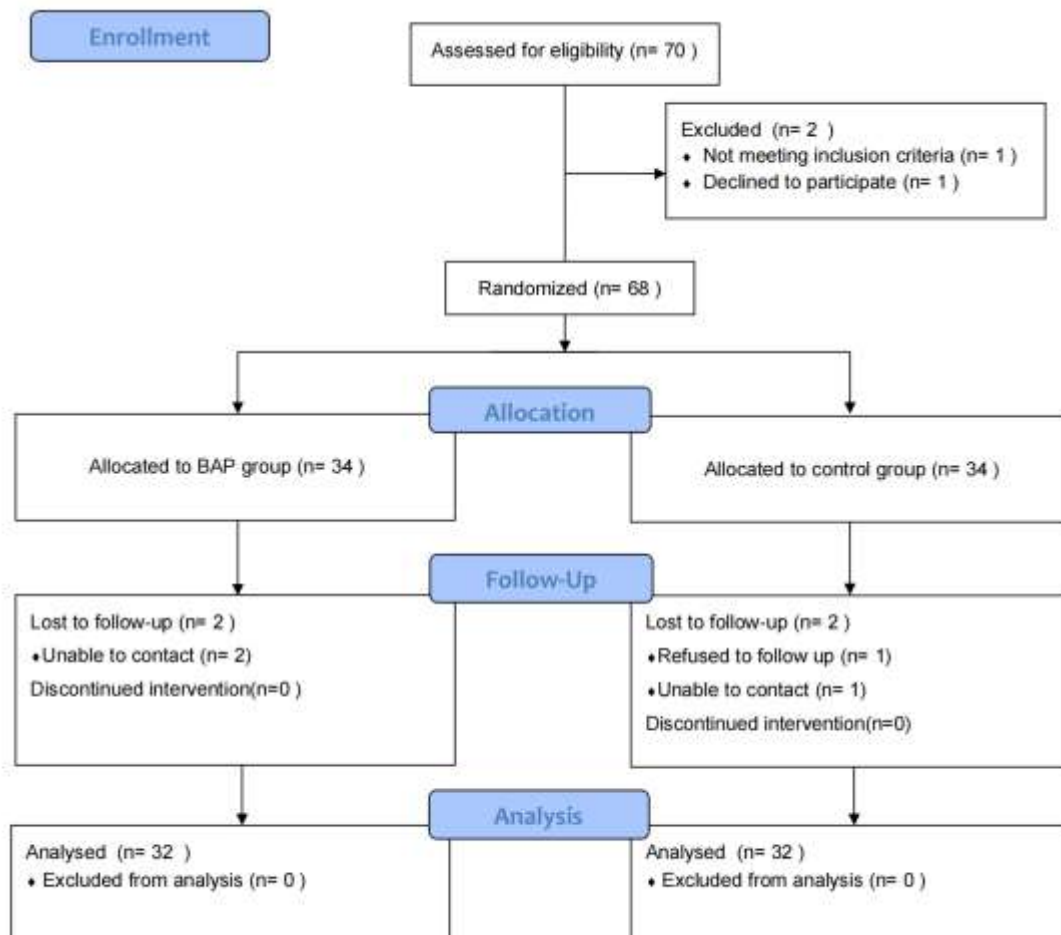 Enrollment
Assessed for eligibility (n= 70 )
Excluded (n= 2 )
♦ Not meeting inclusion criteria (n= 1 )
♦ Declined to participate (n= 1 )
Randomized (n= 68 )
Allocation
Allocated to BAP group (n= 34 )
Allocated to control group (n= 34 )
Follow-Up
Lost to follow-up (n= 2 )
♦Unable to contact (n= 2)
Discontinued intervention(n=0 )
Lost to follow-up (n= 2 )
♦Refused to follow up (n= 1)
♦Unable to contact (n= 1)
Discontinued intervention(n=0)
Analysis
Analysed (n= 32 )
♦ Excluded from analysis (n= 0 )
Analysed (n= 32 )
♦ Excluded from analysis (n= 0 )